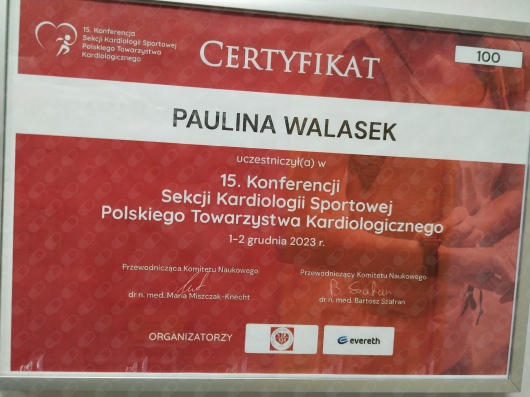 15. Konferencja
Sekcji Kardiologii Sportowej
Polskiego Towarzystwa
Kardiologicznego
CERTYFIKAT
100
PAULINA WALASEK
uczestniczył(a) w
15. Konferencji
Sekcji Kardiologii Sportowej
Polskiego Towarzystwa Kardiologicznego
1-2 grudnia 2023 r.
Przewodnicząca Komitetu Naukowego
dr n. med. Maria Miszczak-Knecht
Przewodniczący Komitetu Naukowego
B. Szafran
dr n. med. Bartosz Szafran
ORGANIZATORZY
evereth